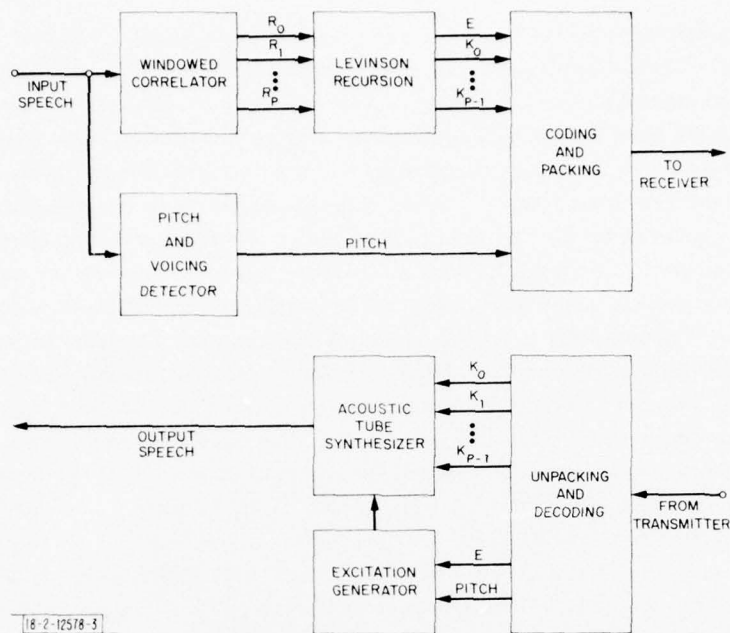 INPUT
SPEECH
WINDOWED
CORRELATOR
R0
R1
RP
LEVINSON
RECURSION
E
K0
KP-1
CODING
AND
PACKING
TO
RECEIVER
PITCH
AND
VOICING
DETECTOR
PITCH
OUTPUT
SPEECH
ACOUSTIC
TUBE
SYNTHESIZER
K0
K1
KP-1
UNPACKING
AND
DECODING
FROM
TRANSMITTER
EXCITATION
GENERATOR
E
PITCH
18-2-12578-3